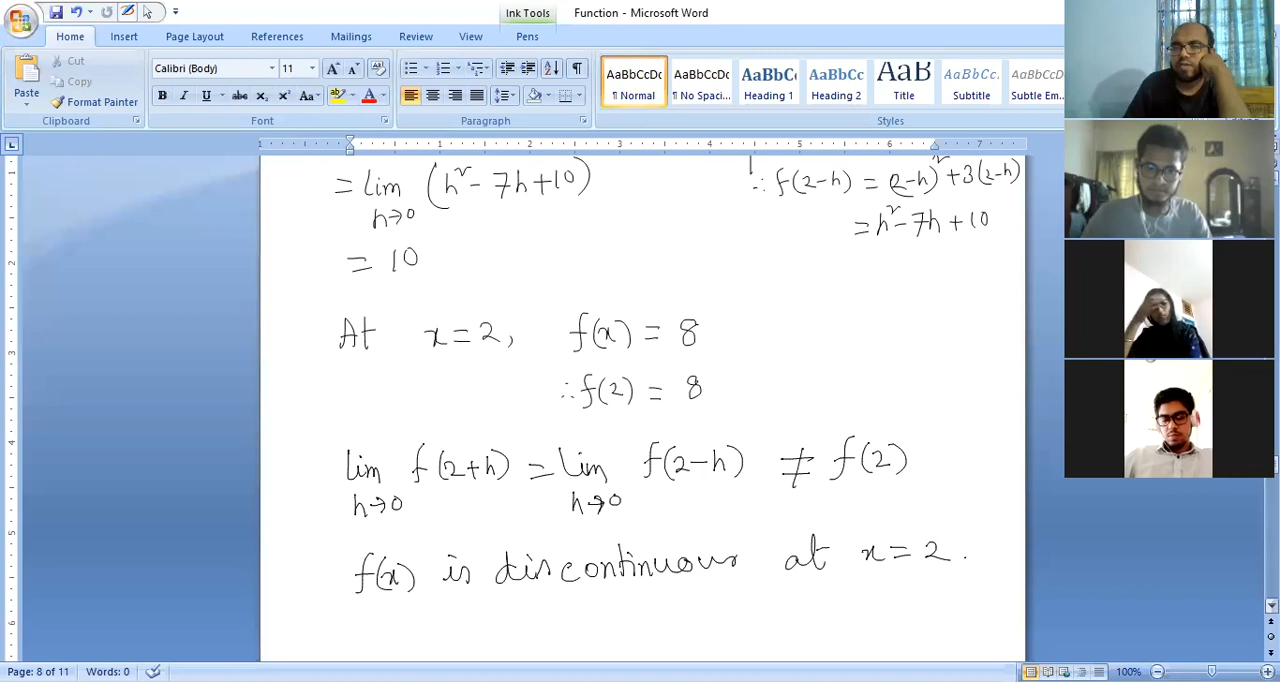 Ink Tools
Function - Microsoft Word
Home Insert Page Layout References Mailings Review View Pens
Paste
Cut
Copy
Format Painter
Clipboard
Calibri (Body) 11
Font
Paragraph
AaBbCcDc AaBbCcDc AaBbC AaBbCc AaB AaBbCc. AaBbCcD
¶ Normal ¶ No Spaci... Heading 1 Heading 2 Title Subtitle Subtle Em...
Styles
= lim (h² - 7h + 10)
h→0
∴ f(2-h) = (2-h)² + 3(2-h)
= h² - 7h + 10
= 10
At x = 2, f(x) = 8
∴ f(2) = 8
lim f(2+h) = lim f(2-h) ≠ f(2)
h→0 h→0
f(x) is discontinuous at x = 2.
Page: 8 of 11 Words: 0 100%